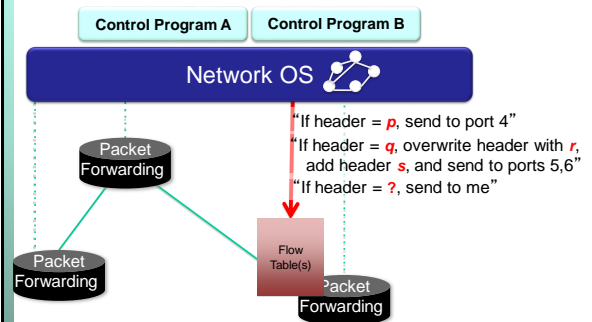 Control Program A
Control Program B
Network OS
“If header = p, send to port 4”
“If header = q, overwrite header with r,
add header s, and send to ports 5,6”
“If header = ?, send to me”
Packet
Forwarding
Flow
Table(s)
Packet
Forwarding
Packet
Forwarding